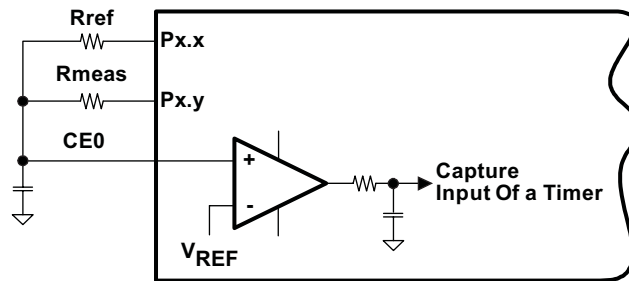 Rref
Px.x
Rmeas
Px.y
CE0
+
-
VREF
Capture
Input Of a Timer